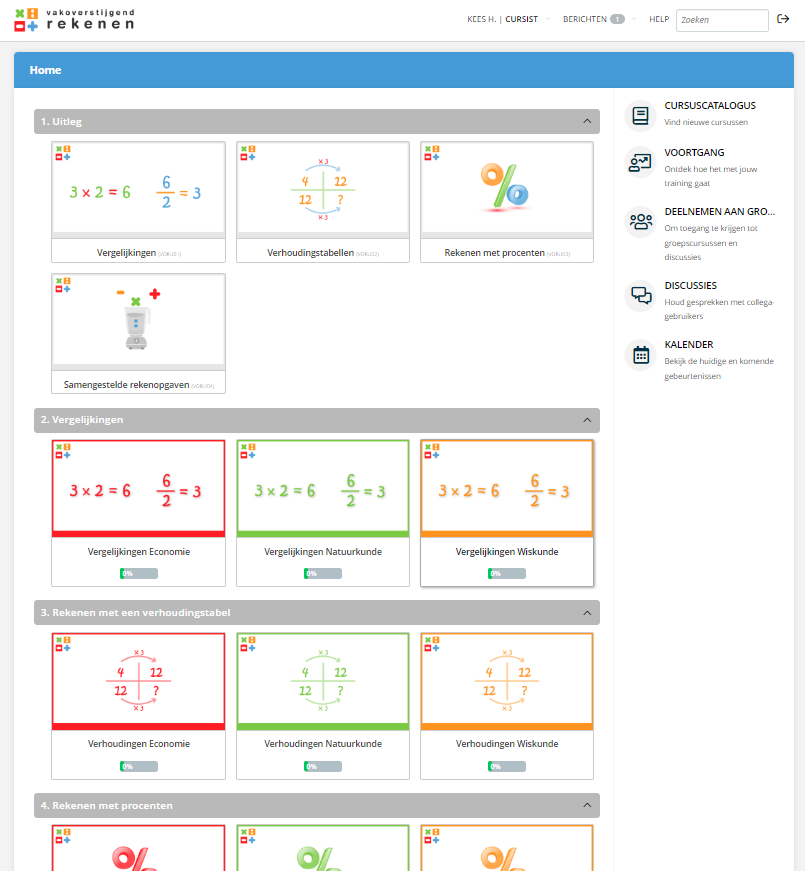 vakoverstijgend
rekenen
KEES H. | CURSIST
BERICHTEN 1
HELP
Zoeken
Home
1. Uitleg
3 × 2 = 6 6/2 = 3
Vergelijkingen (VORU01)
×3
4 12
12 ?
×3
Verhoudingstabellen (VORU02)
%
Rekenen met procenten (VORU03)
Samengestelde rekenopgaven (VORU04)
2. Vergelijkingen
3 × 2 = 6 6/2 = 3
Vergelijkingen Economie
0%
3 × 2 = 6 6/2 = 3
Vergelijkingen Natuurkunde
0%
3 × 2 = 6 6/2 = 3
Vergelijkingen Wiskunde
0%
3. Rekenen met een verhoudingstabel
×3
4 12
12 ?
×3
Verhoudingen Economie
0%
×3
4 12
12 ?
×3
Verhoudingen Natuurkunde
0%
×3
4 12
12 ?
×3
Verhoudingen Wiskunde
0%
4. Rekenen met procenten
%
%
%
CURSUSCATALOGUS
Vind nieuwe cursussen
VOORTGANG
Ontdek hoe het met jouw
training gaat
DEELNEMEN AAN GRO...
Om toegang te krijgen tot
groepscursussen en
discussies
DISCUSSIES
Houd gesprekken met collega-
gebruikers
KALENDER
Bekijk de huidige en komende
gebeurtenissen